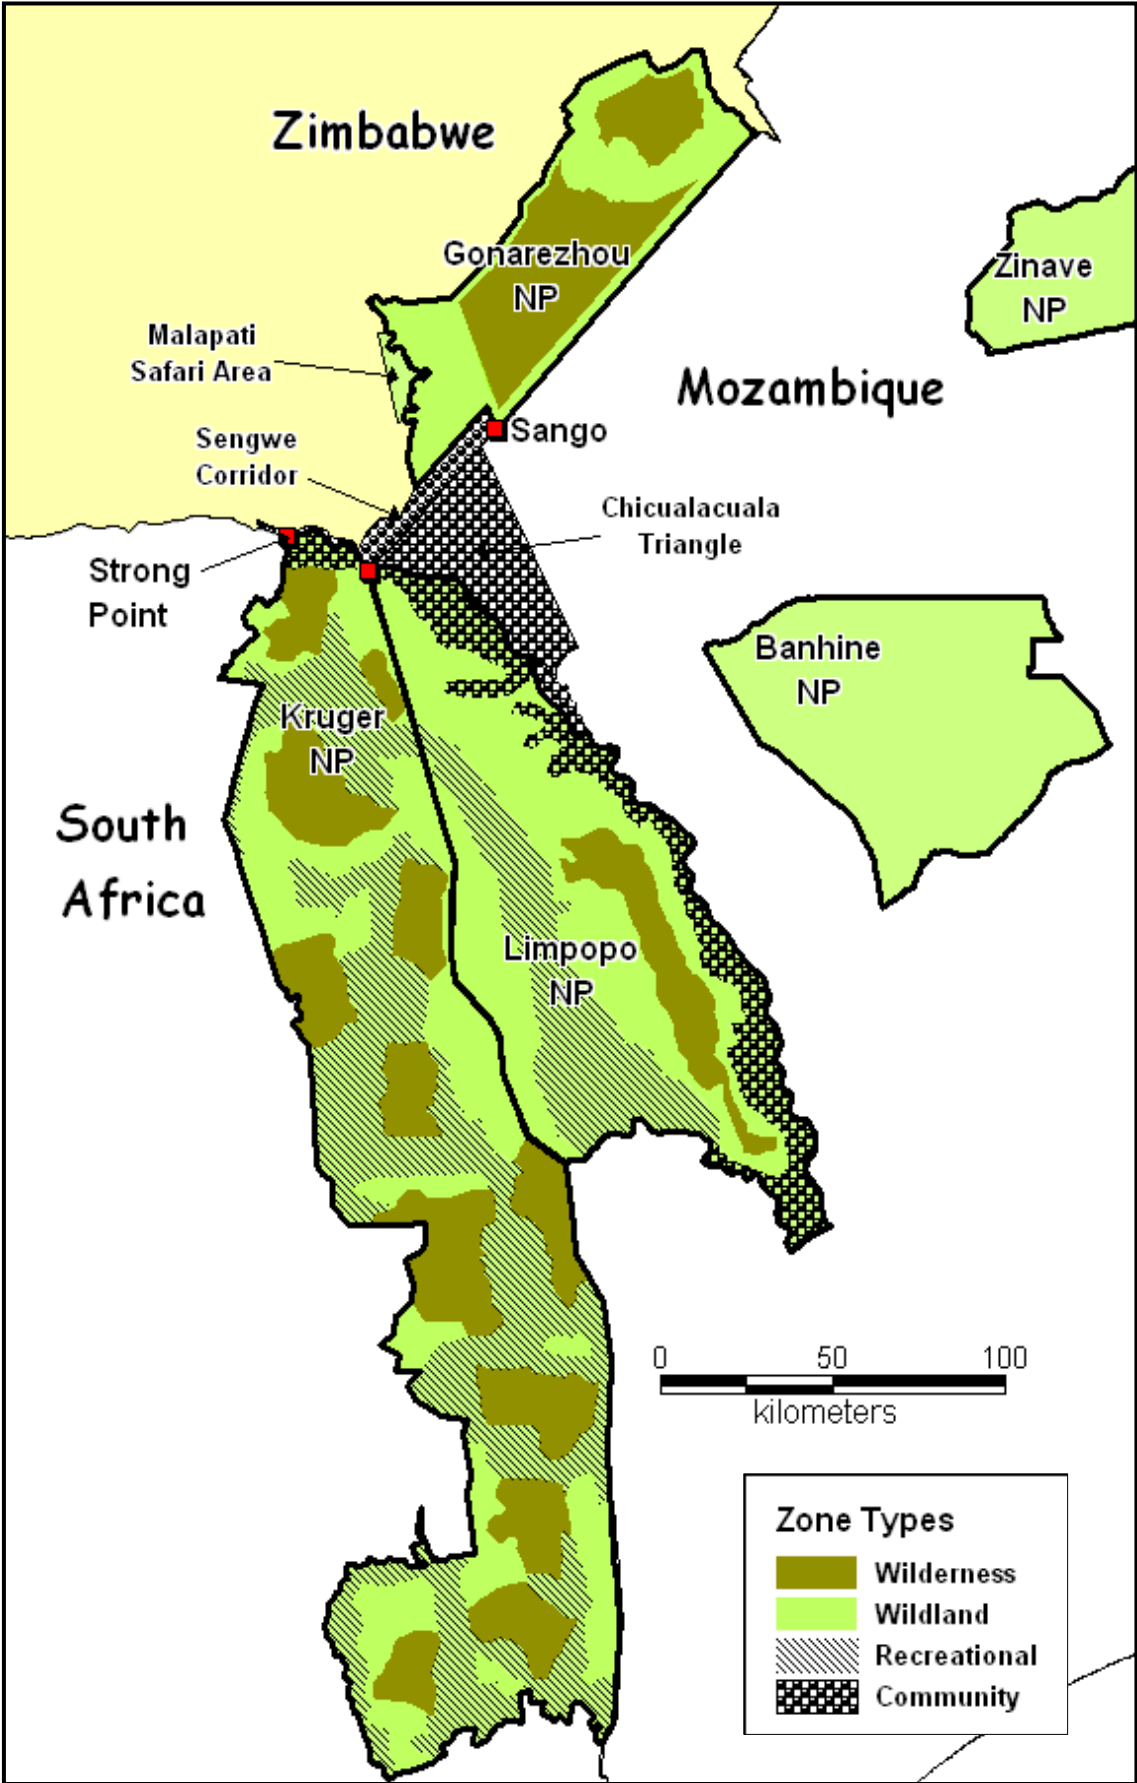 Zimbabwe
Gonarezhou
NP
Zinave
NP
Malapati
Safari Area
Mozambique
Sengwe
Corridor
Sango
Chicualacuala
Triangle
Strong
Point
Banhine
NP
Kruger
NP
South
Africa
Limpopo
NP
0 50 100
kilometers
Zone Types
Wilderness
Wildland
Recreational
Community